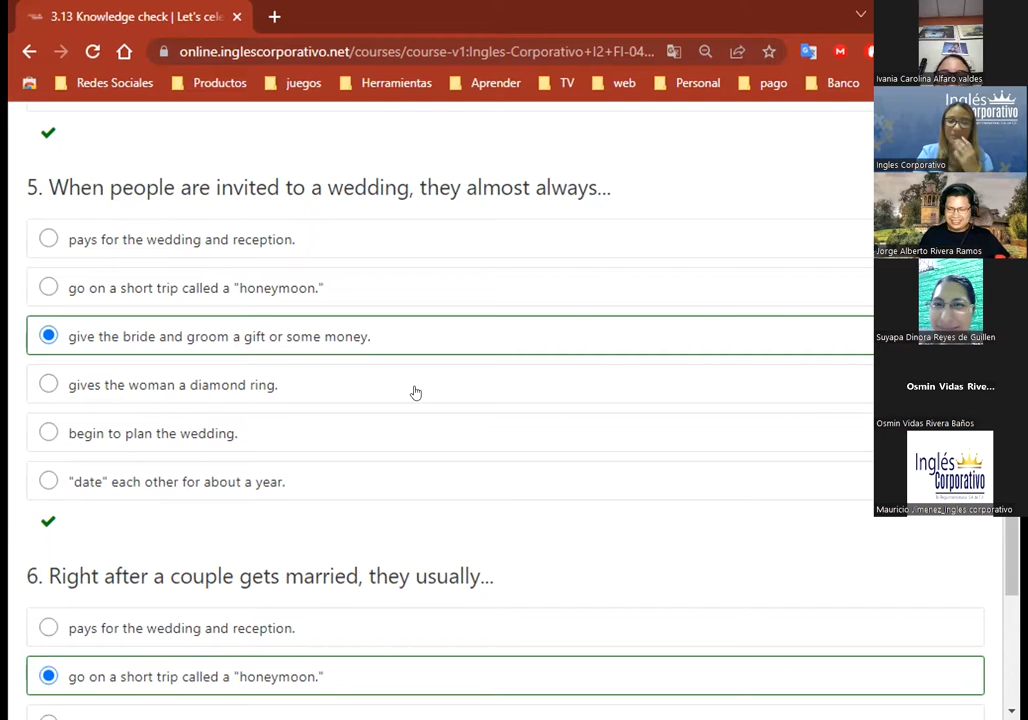 3.13 Knowledge check | Let's cele
online.inglescorporativo.net/courses/course-v1:Ingles-Corporativo+I2+FI-04...
Redes Sociales
Productos
juegos
Herramientas
Aprender
TV
web
Personal
pago
Banco
5. When people are invited to a wedding, they almost always...
pays for the wedding and reception.
go on a short trip called a "honeymoon."
give the bride and groom a gift or some money.
gives the woman a diamond ring.
begin to plan the wedding.
"date" each other for about a year.
6. Right after a couple gets married, they usually...
pays for the wedding and reception.
go on a short trip called a "honeymoon."
Ivania Carolina Alfaro valdes
Inglés
Corporativo
Ingles Corporativo
Jorge Alberto Rivera Ramos
Suyapa Dinora Reyes de Guillen
Osmin Vidas Rive...
Osmin Vidas Rivera Baños
Inglés
Corporativo
Mauricio Jimenez_ingles corporativo